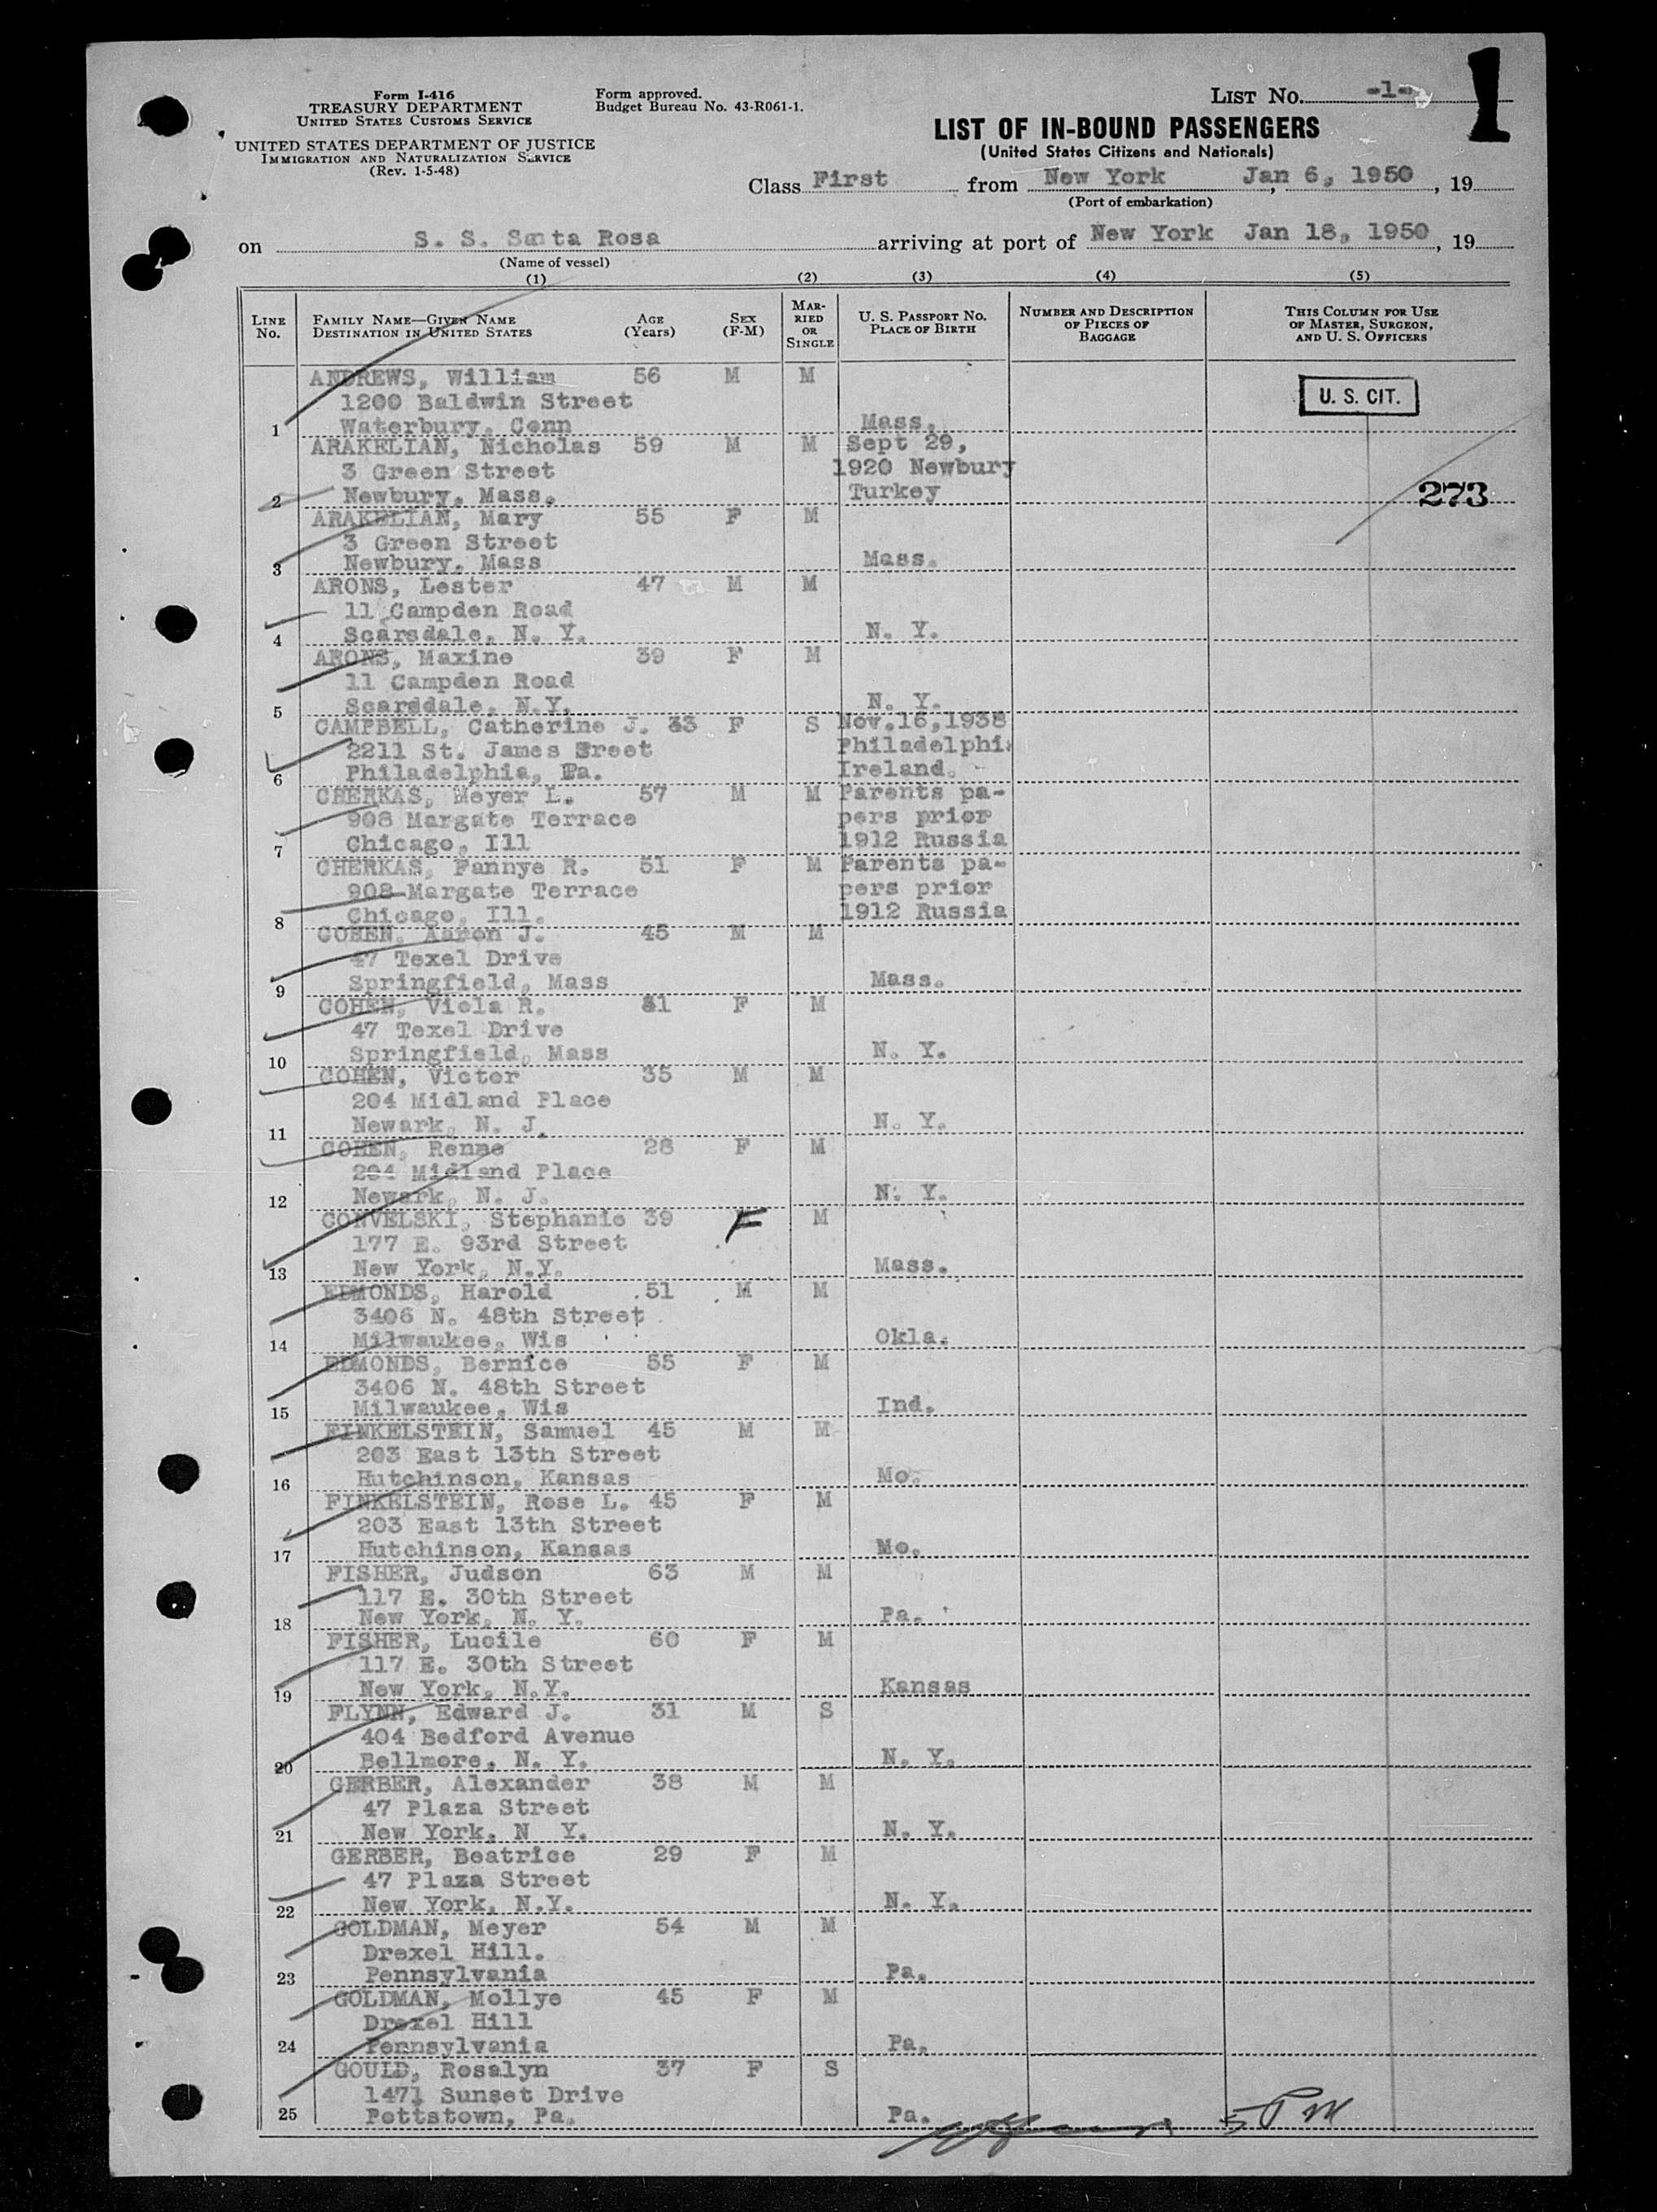 1
Form I-416
TREASURY DEPARTMENT
UNITED STATES CUSTOMS SERVICE
UNITED STATES DEPARTMENT OF JUSTICE
IMMIGRATION AND NATURALIZATION SERVICE
(Rev. 1-5-48)
Form approved.
Budget Bureau No. 43-R061-1.
LIST No. -1-
LIST OF IN-BOUND PASSENGERS
(United States Citizens and Nationals)
Class First from New York , Jan 6, 1950 , 19
(Port of embarkation)
on S. S. Santa Rosa arriving at port of New York Jan 18, 1950 , 19
(Name of vessel)
(1) (2) (3) (4) (5)
LINE No.
FAMILY NAME—GIVEN NAME
DESTINATION IN UNITED STATES
AGE (Years)
SEX (F-M)
MARRIED OR SINGLE
U. S. PASSPORT NO.
PLACE OF BIRTH
NUMBER AND DESCRIPTION OF PIECES OF BAGGAGE
THIS COLUMN FOR USE OF MASTER, SURGEON, AND U. S. OFFICERS
ANDREWS, William 56 M M
1200 Baldwin Street U. S. CIT.
1 Waterbury, Conn Mass.
ARAKELIAN, Nicholas 59 M M Sept 29,
3 Green Street 1920 Newbury
2 Newbury, Mass. Turkey 273
ARAKELIAN, Mary 55 F M
3 Green Street
3 Newbury, Mass Mass.
ARONS, Lester 47 M M
11 Campden Road
4 Scarsdale, N. Y. N. Y.
ARONS, Maxine 39 F M
11 Campden Road
5 Scarsdale, N.Y. N. Y.
CAMPBELL, Catherine J. 33 F S Nov.16,1938
2211 St. James Sreet Philadelphi
6 Philadelphia, Pa. Ireland.
CHERKAS, Meyer L. 57 M M Parents pa-
908 Margate Terrace pers prior
7 Chicago, Ill 1912 Russia
CHERKAS, Fannye R. 51 F M Parents pa-
908 Margate Terrace pers prior
8 Chicago, Ill. 1912 Russia
COHEN, Aaron J. 45 M M
47 Texel Drive
9 Springfield, Mass Mass.
COHEN, Viola R. 41 F M
47 Texel Drive
10 Springfield, Mass N. Y.
COHEN, Victor 35 M M
204 Midland Place
11 Newark, N. J. N. Y.
COHEN, Renne 28 F M
204 Midland Place
12 Newark, N. J. N. Y.
CONVELSKI, Stephanie 39 F M
177 E. 93rd Street
13 New York, N.Y. Mass.
EDMONDS, Harold 51 M M
3406 N. 48th Street
14 Milwaukee, Wis Okla.
EDMONDS, Bernice 55 F M
3406 N. 48th Street
15 Milwaukee, Wis Ind.
FINKELSTEIN, Samuel 45 M M
203 East 13th Street
16 Hutchinson, Kansas Mo.
FINKELSTEIN, Rose L. 45 F M
203 East 13th Street
17 Hutchinson, Kansas Mo.
FISHER, Judson 63 M M
117 E. 30th Street
18 New York, N. Y. Pa.
FISHER, Lucile 60 F M
117 E. 30th Street
19 New York, N.Y. Kansas
FLYNN, Edward J. 31 M S
404 Bedford Avenue
20 Bellmore, N. Y. N. Y.
GERBER, Alexander 38 M M
47 Plaza Street
21 New York, N Y. N. Y.
GERBER, Beatrice 29 F M
47 Plaza Street
22 New York, N.Y. N. Y.
GOLDMAN, Meyer 54 M M
Drexel Hill.
23 Pennsylvania Pa.
GOLDMAN, Mollye 45 F M
Drexel Hill
24 Pennsylvania Pa.
GOULD, Rosalyn 37 F S
1471 Sunset Drive
25 Pottstown, Pa. Pa. 5 PM